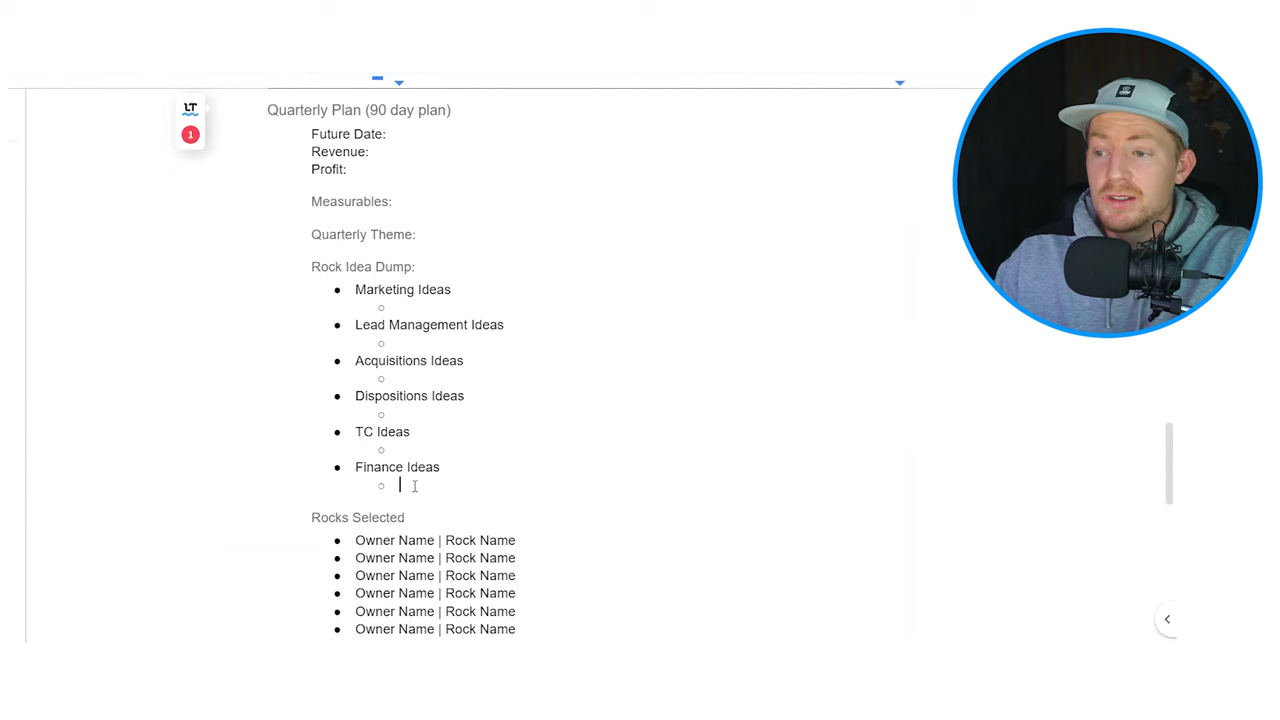 LT
1
Quarterly Plan (90 day plan)
Future Date:
Revenue:
Profit:
Measurables:
Quarterly Theme:
Rock Idea Dump:
Marketing Ideas
Lead Management Ideas
Acquisitions Ideas
Dispositions Ideas
TC Ideas
Finance Ideas
Rocks Selected
Owner Name | Rock Name
Owner Name | Rock Name
Owner Name | Rock Name
Owner Name | Rock Name
Owner Name | Rock Name
Owner Name | Rock Name